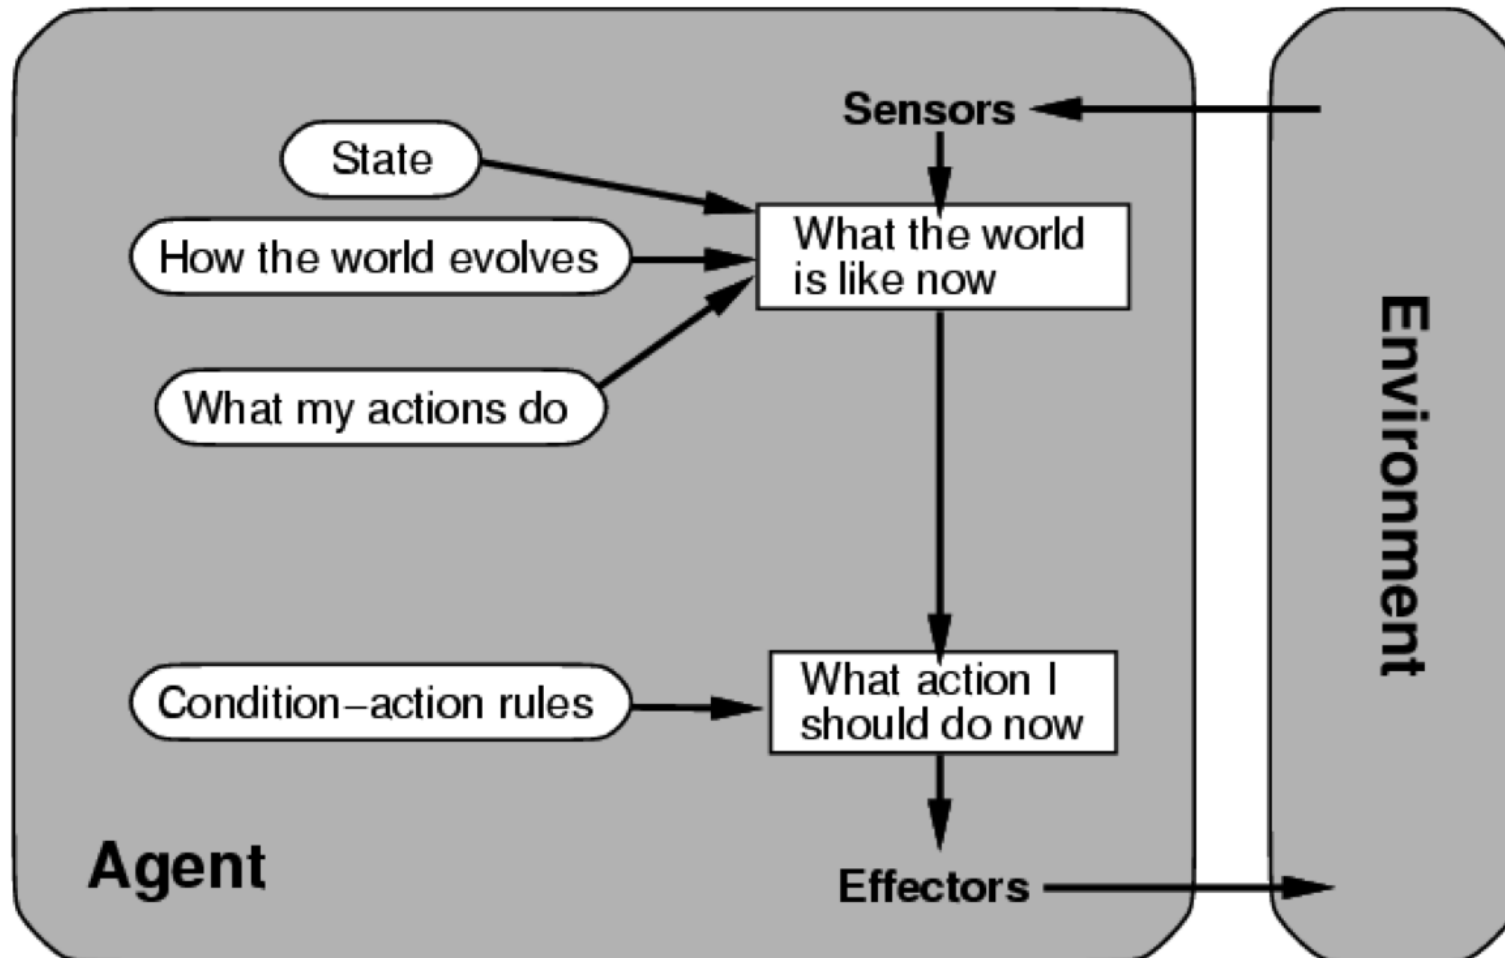 Sensors
State
What the world
is like now
How the world evolves
What my actions do
Environment
Condition−action rules
What action I
should do now
Agent
Effectors